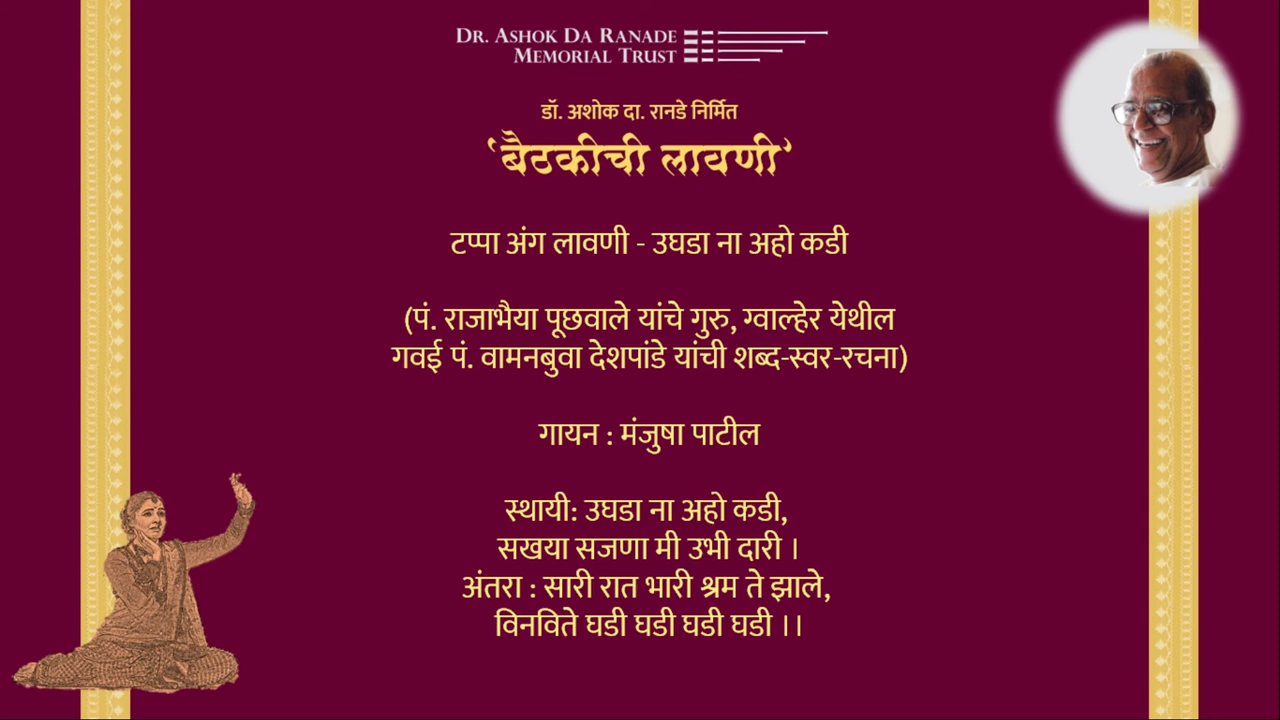 DR. ASHOK DA RANADE
MEMORIAL TRUST
डॉ. अशोक दा. रानडे निर्मित
‘बैठकीची लावणी’
टप्पा अंग लावणी - उघडा ना अहो कडी
(पं. राजाभैया पूछवाले यांचे गुरु, ग्वाल्हेर येथील
गवई पं. वामनबुवा देशपांडे यांची शब्द-स्वर-रचना)
गायन : मंजुषा पाटील
स्थायी: उघडा ना अहो कडी,
सखया सजणा मी उभी दारी ।
अंतरा : सारी रात भारी श्रम ते झाले,
विनविते घडी घडी घडी घडी ।।